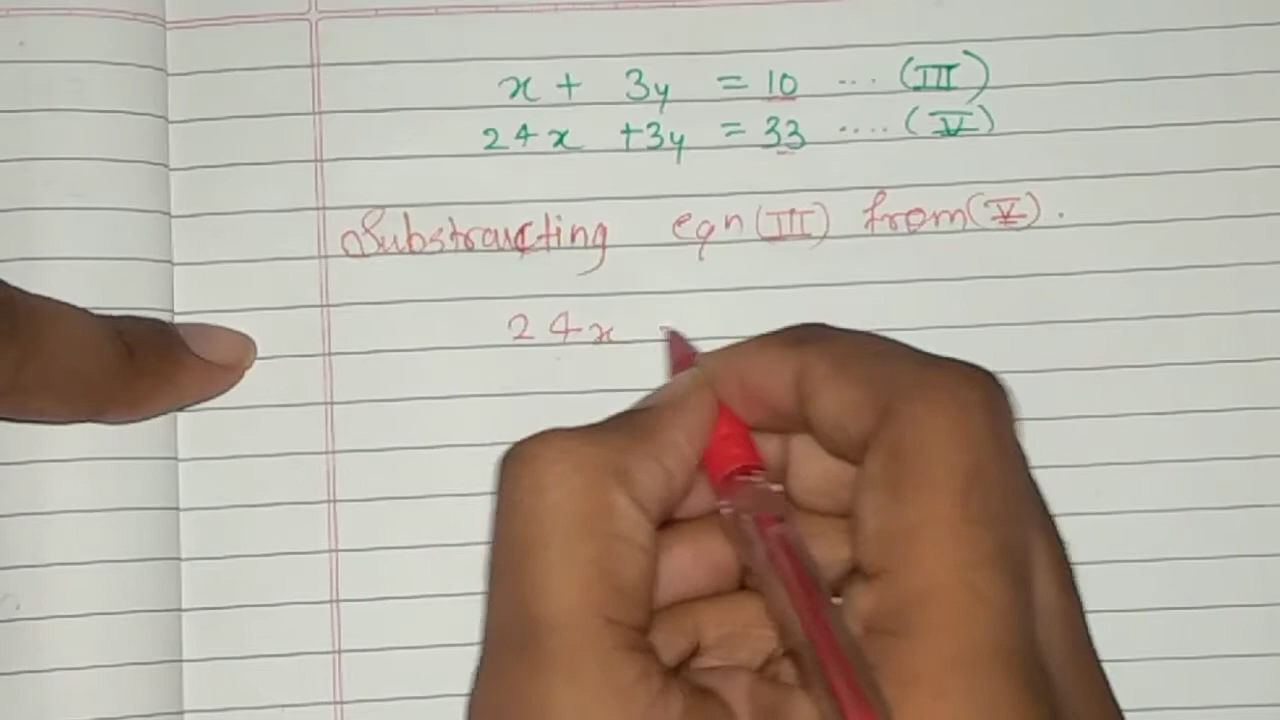 x + 3y = 10 ... (III)
24x +3y = 33 .... (V)
Substracting eqn (III) from (V).
24x